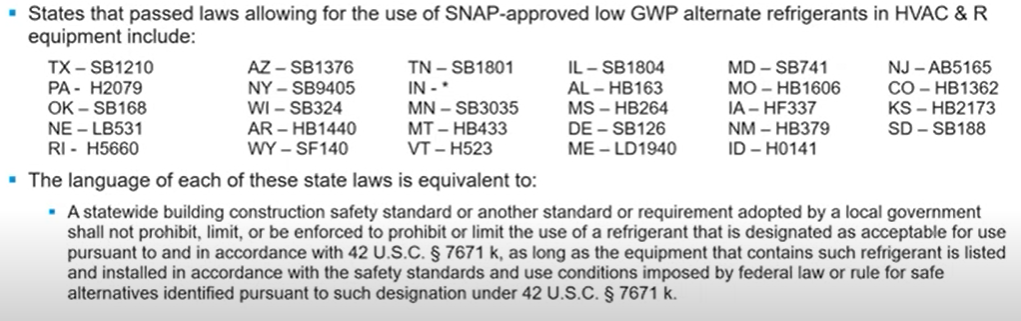 ▪ States that passed laws allowing for the use of SNAP-approved low GWP alternate refrigerants in HVAC & R
equipment include:
TX – SB1210 AZ – SB1376 TN – SB1801 IL – SB1804 MD – SB741 NJ – AB5165
PA - H2079 NY – SB9405 IN - * AL – HB163 MO – HB1606 CO – HB1362
OK – SB168 WI – SB324 MN – SB3035 MS – HB264 IA – HF337 KS – HB2173
NE – LB531 AR – HB1440 MT – HB433 DE – SB126 NM – HB379 SD – SB188
RI - H5660 WY – SF140 VT – H523 ME – LD1940 ID – H0141
▪ The language of each of these state laws is equivalent to:
▪ A statewide building construction safety standard or another standard or requirement adopted by a local government
shall not prohibit, limit, or be enforced to prohibit or limit the use of a refrigerant that is designated as acceptable for use
pursuant to and in accordance with 42 U.S.C. § 7671 k, as long as the equipment that contains such refrigerant is listed
and installed in accordance with the safety standards and use conditions imposed by federal law or rule for safe
alternatives identified pursuant to such designation under 42 U.S.C. § 7671 k.